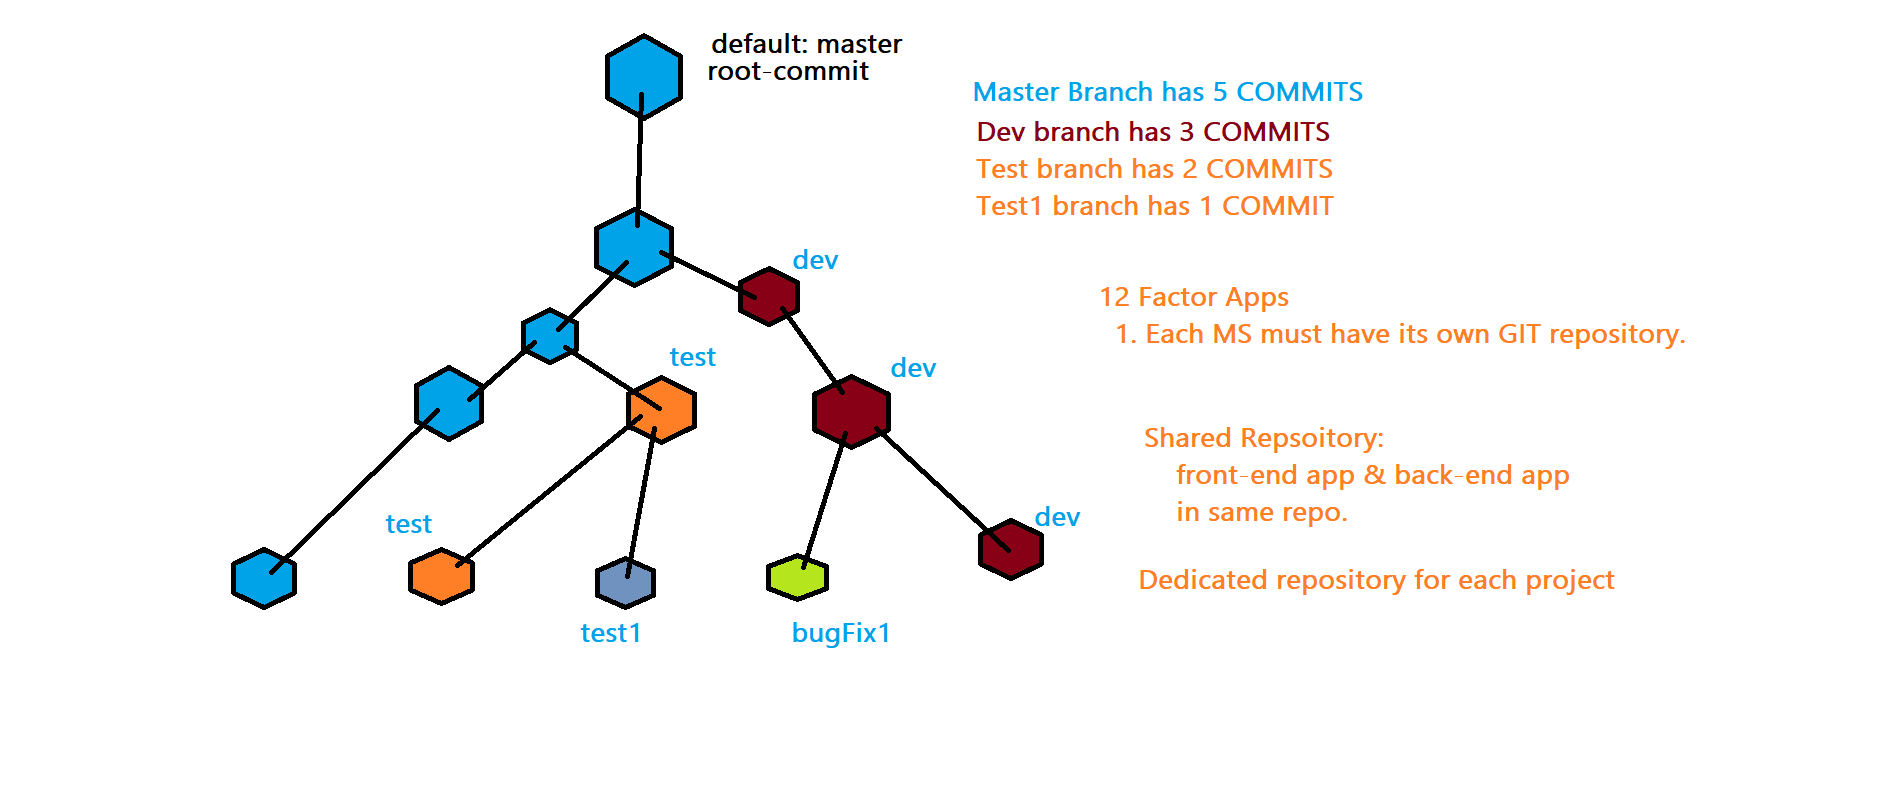 default: master
root-commit
Master Branch has 5 COMMITS
Dev branch has 3 COMMITS
Test branch has 2 COMMITS
Test1 branch has 1 COMMIT
dev
12 Factor Apps
1. Each MS must have its own GIT repository.
test
dev
Shared Repsoitory:
front-end app & back-end app
in same repo.
test
dev
Dedicated repository for each project
test1
bugFix1